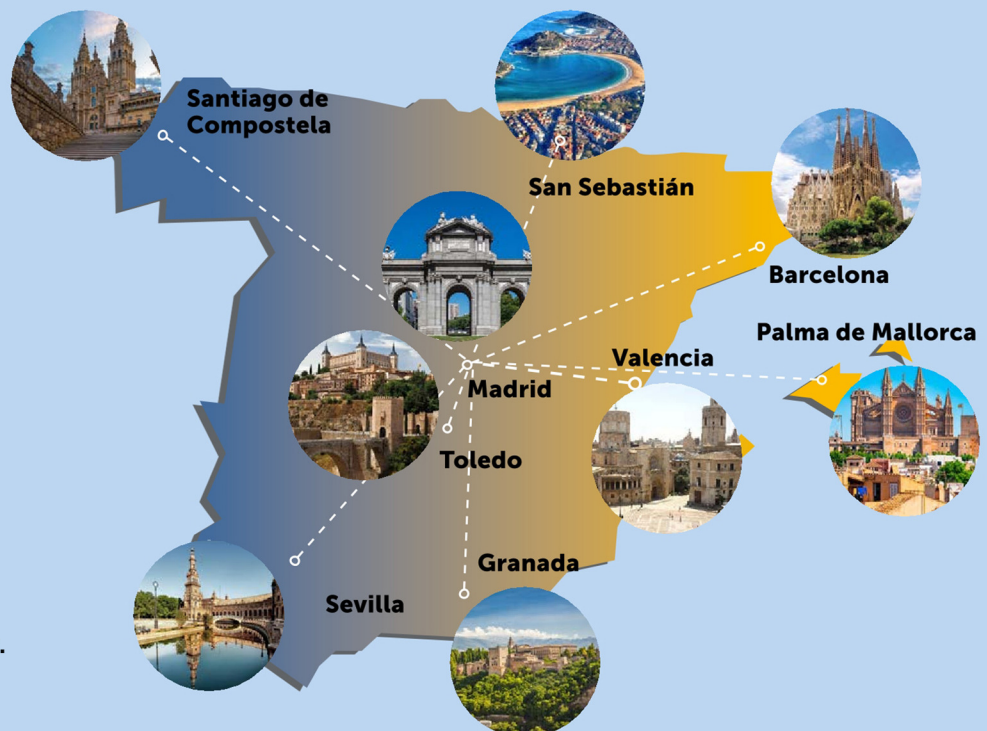 Santiago de
Compostela
San Sebastián
Barcelona
Palma de Mallorca
Valencia
Madrid
Toledo
Granada
Sevilla
.